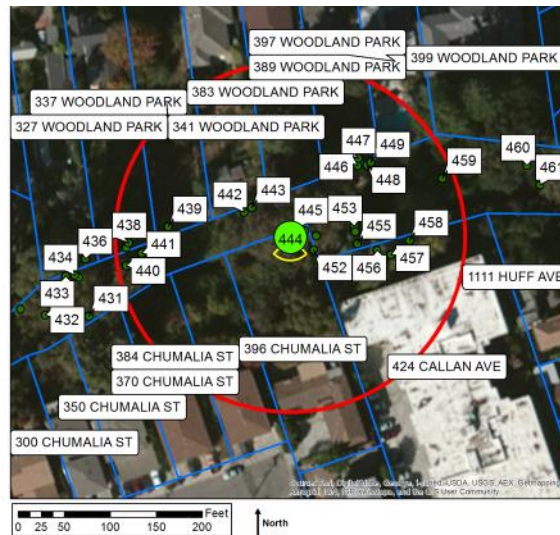 397 WOODLAND PARK
399 WOODLAND PARK
389 WOODLAND PARK
383 WOODLAND PARK
337 WOODLAND PARK
327 WOODLAND PARK
341 WOODLAND PARK
447
449
446
448
459
460
461
442
443
439
445
453
444
455
458
438
436
441
434
440
452
456
457
433
431
432
1111 HUFF AVE
384 CHUMALIA ST
396 CHUMALIA ST
370 CHUMALIA ST
424 CALLAN AVE
350 CHUMALIA ST
300 CHUMALIA ST
User Community
Feet
0 25 50 100 150 200
North